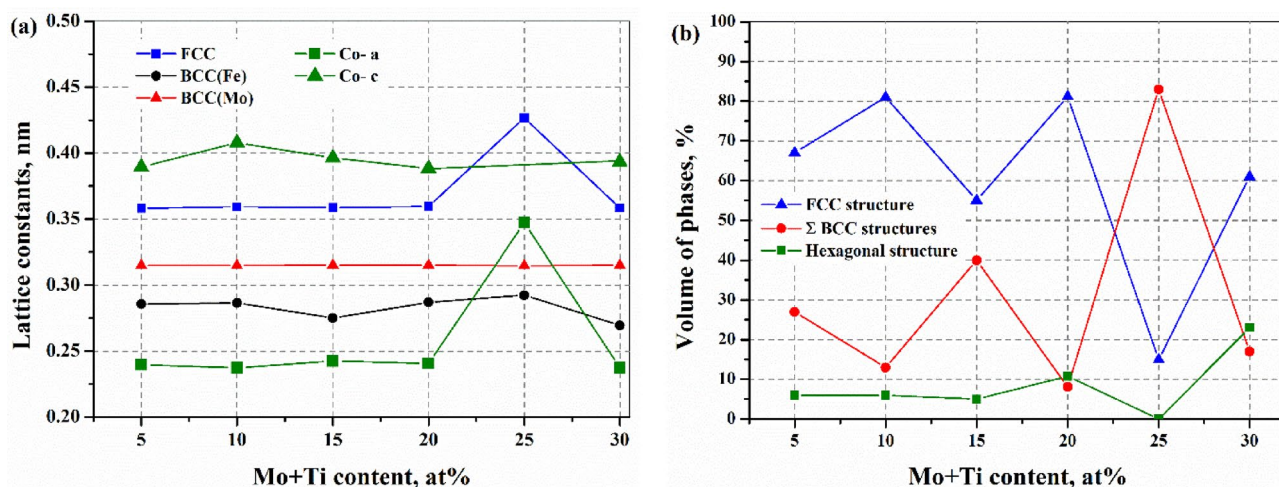 (a)
0.50
0.45
0.40
0.35
0.30
0.25
0.20
Lattice constants, nm
FCC
BCC(Fe)
BCC(Mo)
Co- a
Co- c
5 10 15 20 25 30
Mo+Ti content, at%
(b)
100
90
80
70
60
50
40
30
20
10
0
Volume of phases, %
FCC structure
Σ BCC structures
Hexagonal structure
5 10 15 20 25 30
Mo+Ti content, at%